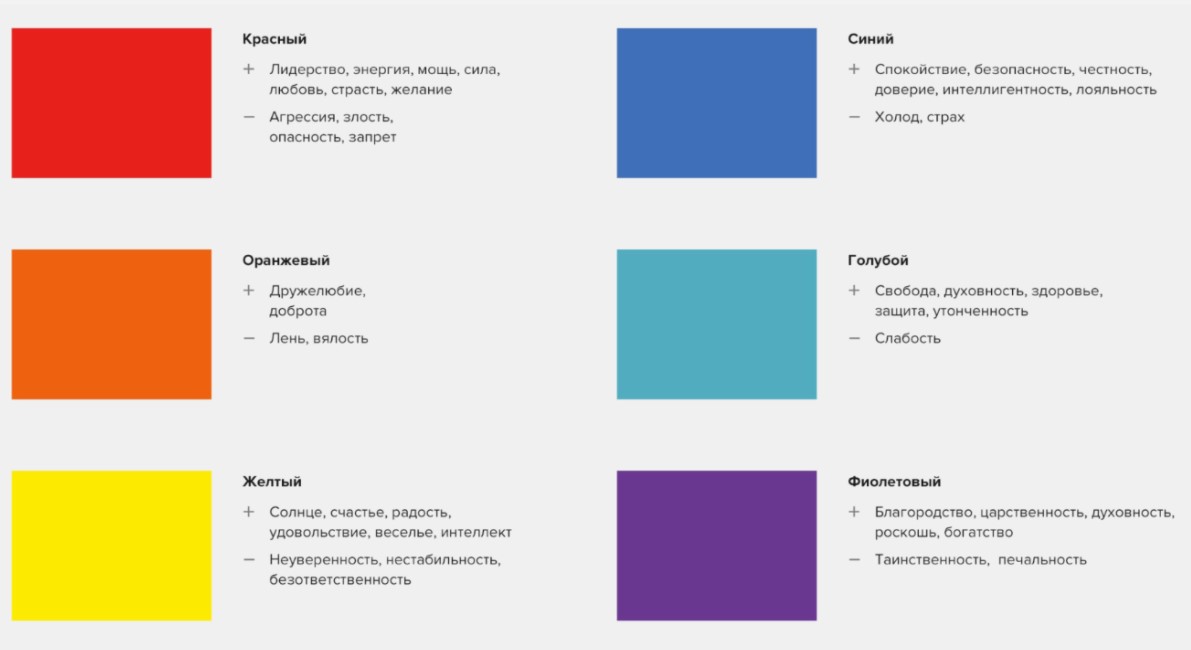 Красный
+ Лидерство, энергия, мощь, сила,
любовь, страсть, желание
— Агрессия, злость,
опасность, запрет
Оранжевый
+ Дружелюбие,
доброта
— Лень, вялость
Желтый
+ Солнце, счастье, радость,
удовольствие, веселье, интеллект
— Неуверенность, нестабильность,
безответственность
Синий
+ Спокойствие, безопасность, честность,
доверие, интеллигентность, лояльность
— Холод, страх
Голубой
+ Свобода, духовность, здоровье,
защита, утонченность
— Слабость
Фиолетовый
+ Благородство, царственность, духовность,
роскошь, богатство
— Таинственность, печальность